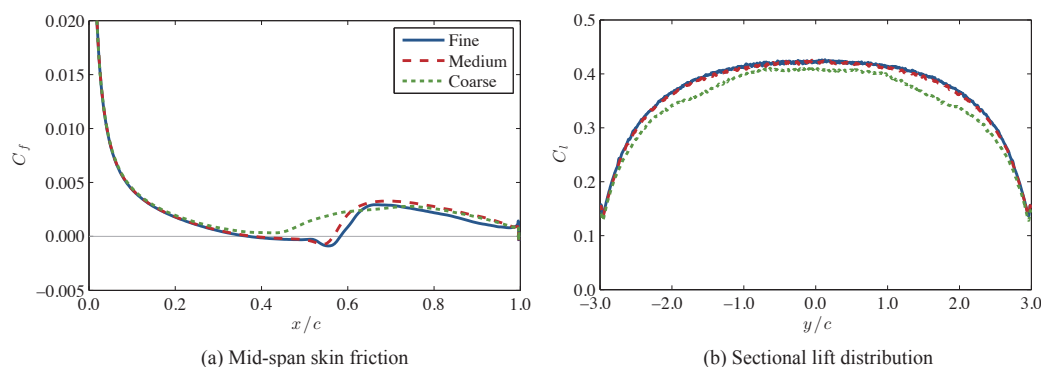 0.020
0.015
0.010
0.005
0.000
−0.005
C_f
Fine
Medium
Coarse
0.0 0.2 0.4 0.6 0.8 1.0
x/c
(a) Mid-span skin friction
0.5
0.4
0.3
0.2
0.1
0.0
C_l
−3.0 −2.0 −1.0 0.0 1.0 2.0 3.0
y/c
(b) Sectional lift distribution